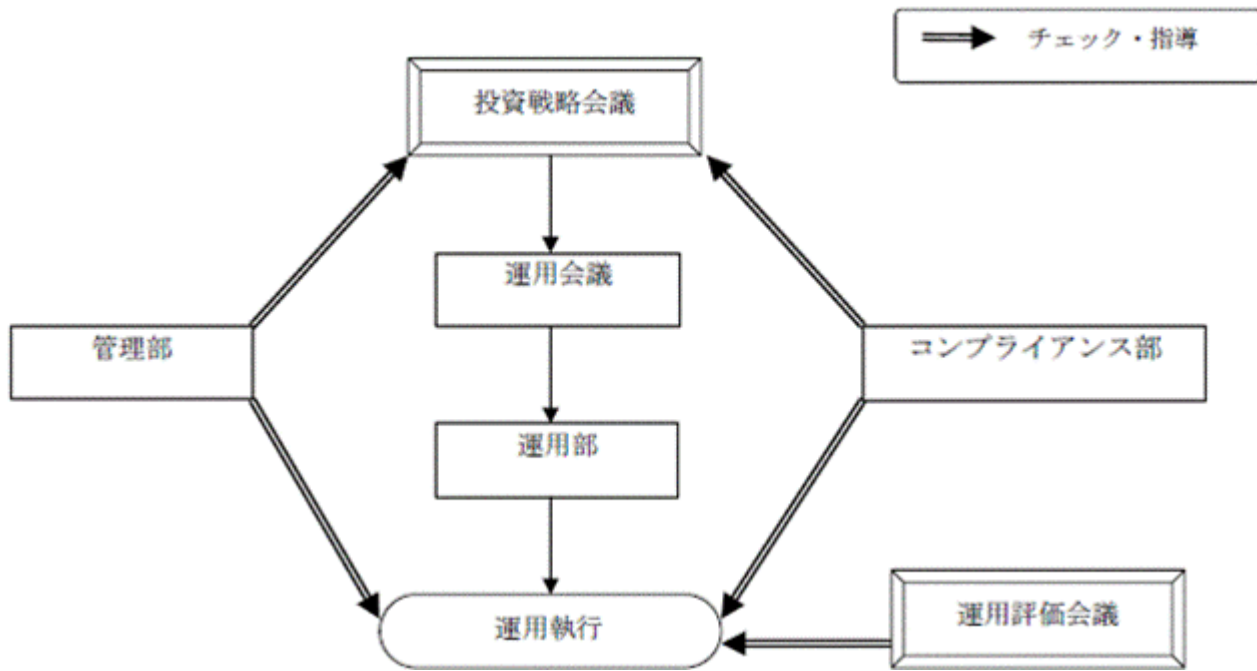 チェック・指導
投資戦略会議
運用会議
管理部
コンプライアンス部
運用部
運用執行
運用評価会議